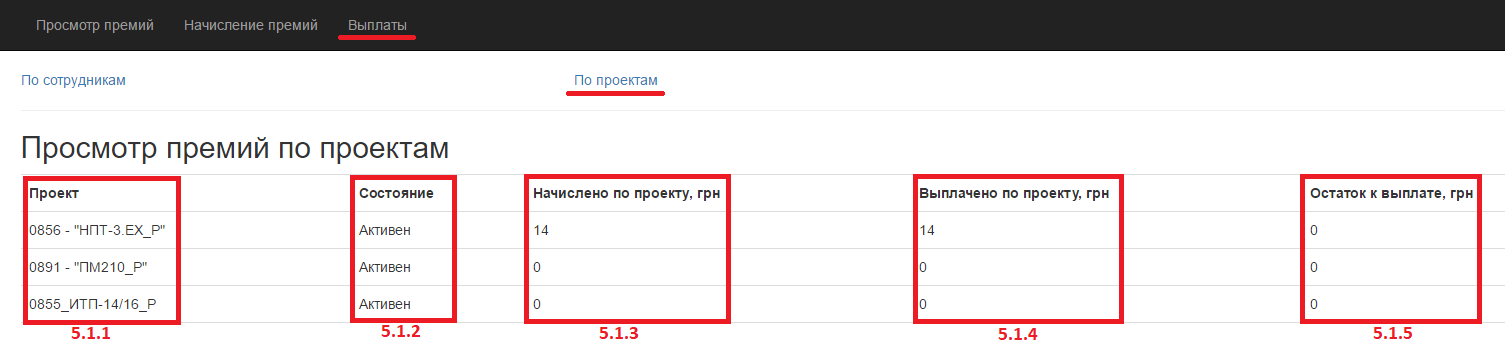 Просмотр премий Начисление премий Выплаты
По сотрудникам По проектам
Просмотр премий по проектам
Проект Состояние Начислено по проекту, грн Выплачено по проекту, грн Остаток к выплате, грн
0856 - "НПТ-3.EX_P" Активен 14 14 0
0891 - "ПМ210_P" Активен 0 0 0
0855_ИТП-14/16_P Активен 0 0 0
5.1.1 5.1.2 5.1.3 5.1.4 5.1.5